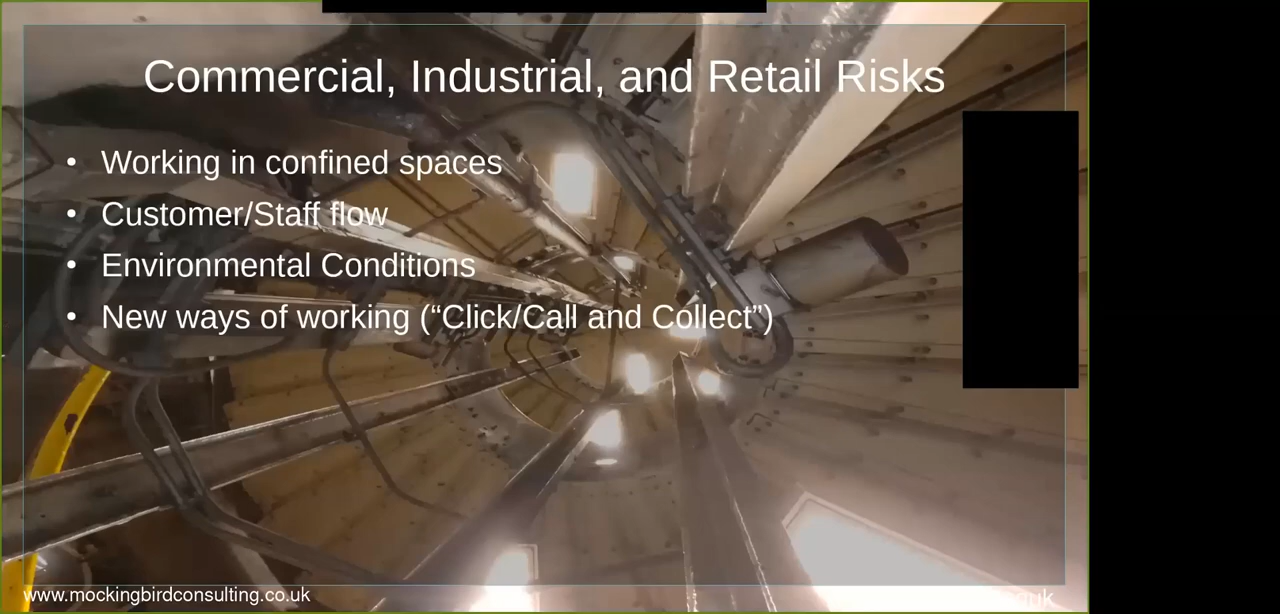 Commercial, Industrial, and Retail Risks
• Working in confined spaces
• Customer/Staff flow
• Environmental Conditions
• New ways of working (“Click/Call and Collect”)
www.mockingbirdconsulting.co.uk